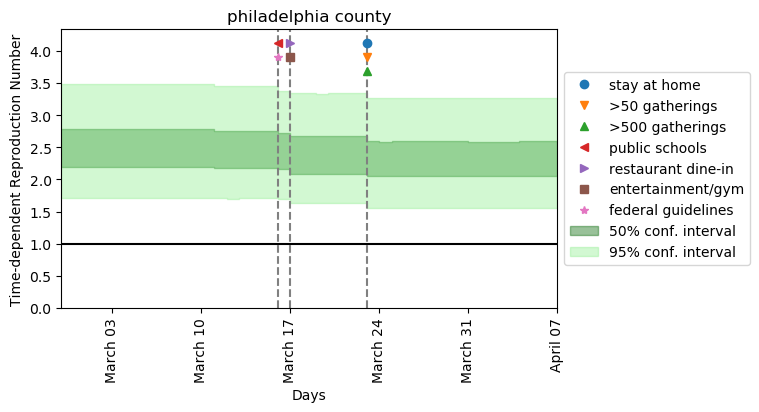 philadelphia county
Time-dependent Reproduction Number
4.0
3.5
3.0
2.5
2.0
1.5
1.0
0.5
0.0
March 03
March 10
March 17
March 24
March 31
April 07
Days
stay at home
>50 gatherings
>500 gatherings
public schools
restaurant dine-in
entertainment/gym
federal guidelines
50% conf. interval
95% conf. interval